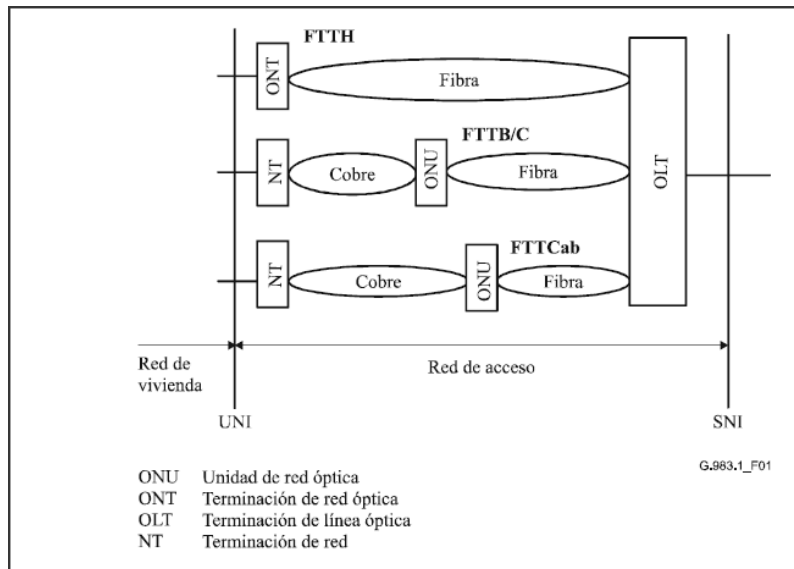 FTTH
ONT
Fibra
FTTB/C
NT
Cobre
ONU
Fibra
OLT
FTTCab
NT
Cobre
ONU
Fibra
Red de
vivienda
Red de acceso
UNI
SNI
G.983.1_F01
ONU Unidad de red óptica
ONT Terminación de red óptica
OLT Terminación de línea óptica
NT Terminación de red